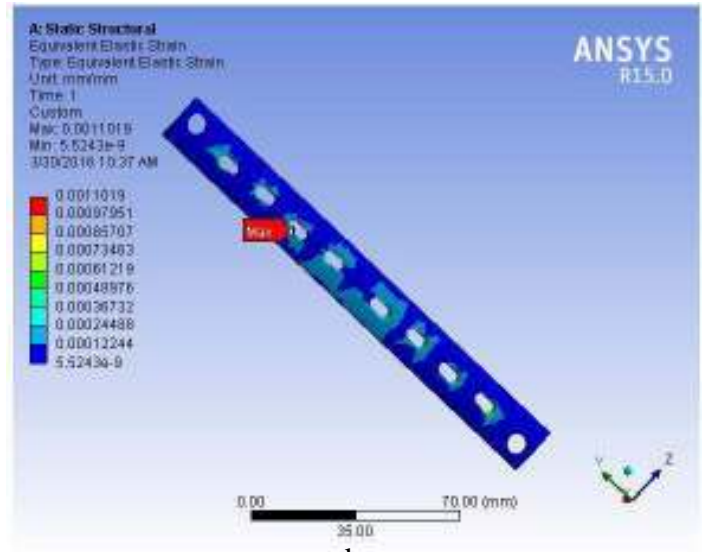 A: Static Structural
Equivalent Elastic Strain
Type: Equivalent Elastic Strain
Unit: mm/mm
Time: 1
Custom
Max: 0.0011019
Min: 5.5243e-9
3/30/2016 10:37 AM
ANSYS
R15.0
0.0011019
0.00097951
0.00085707
0.00073463
0.00061219
0.00048976
0.00036732
0.00024488
0.00012244
5.5243e-9
Max
0.00
70.00 (mm)
35.00
Y
Z